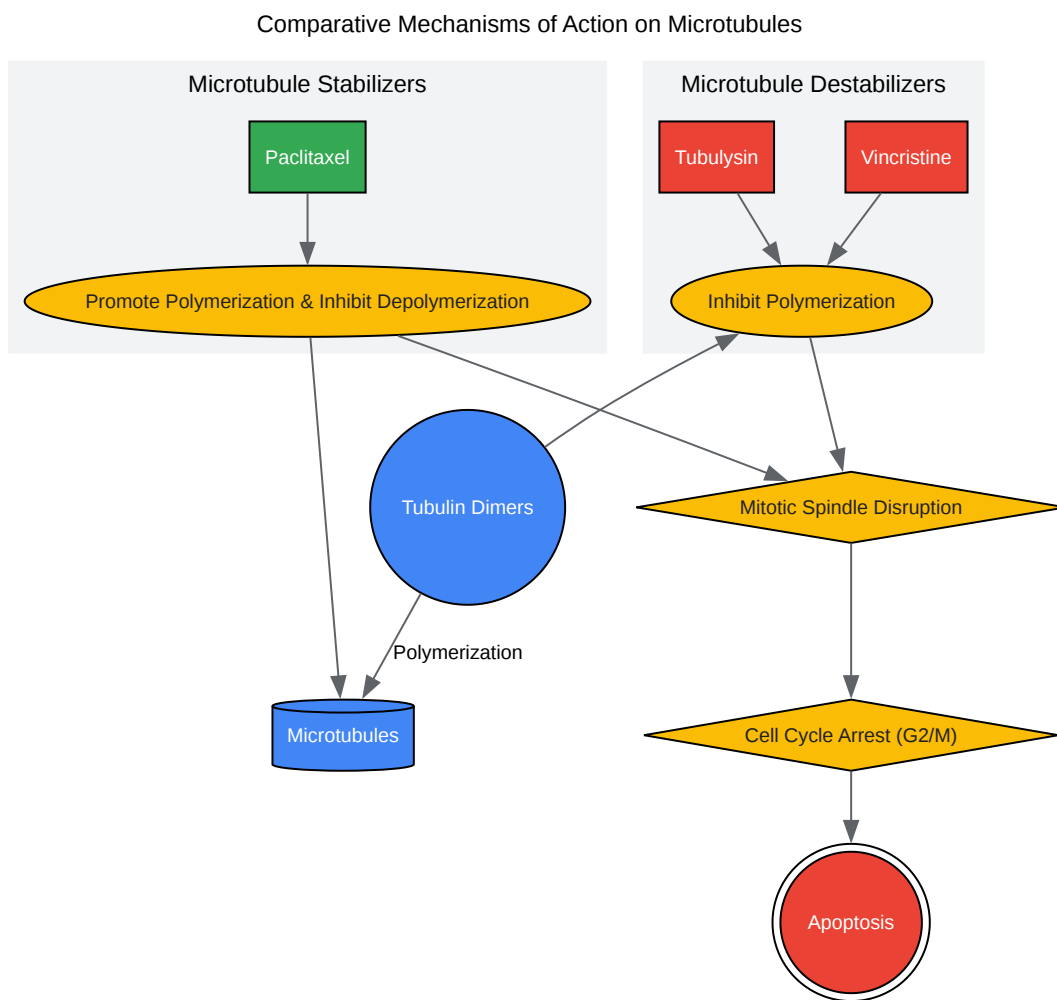 Comparative Mechanisms of Action on Microtubules
Microtubule Stabilizers
Microtubule Destabilizers
Paclitaxel
Tubulysin
Vincristine
Promote Polymerization & Inhibit Depolymerization
Inhibit Polymerization
Tubulin Dimers
Mitotic Spindle Disruption
Polymerization
Microtubules
Cell Cycle Arrest (G2/M)
Apoptosis